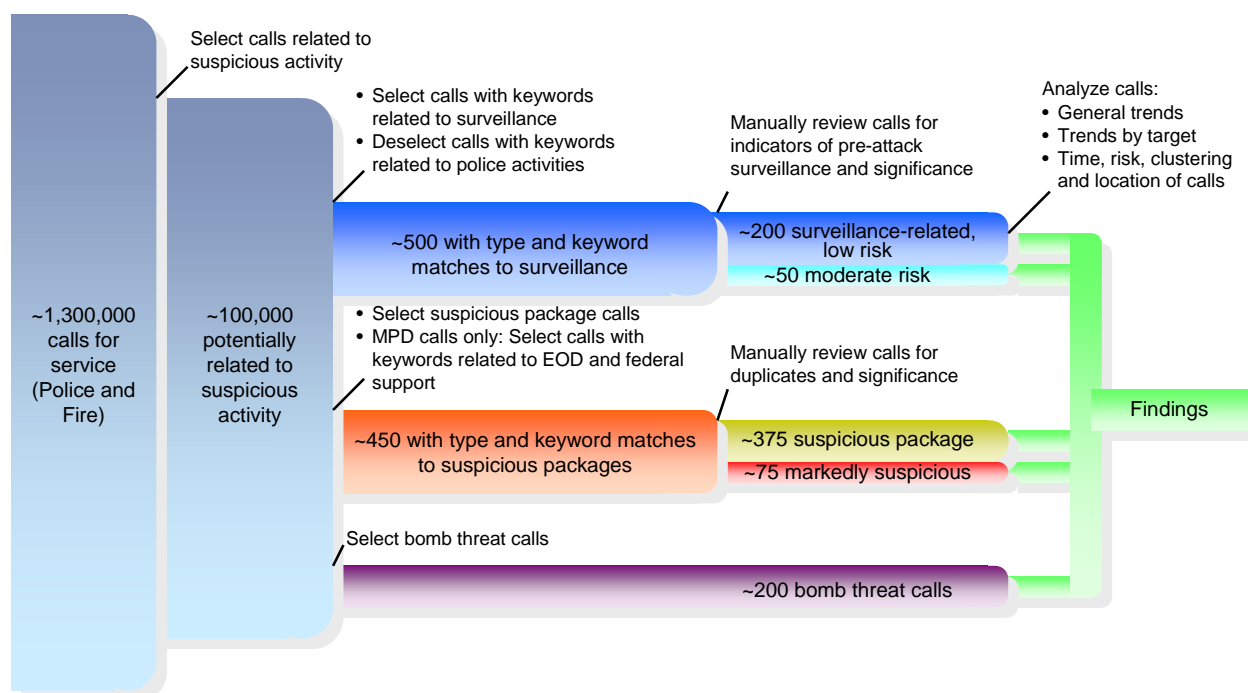 Select calls related to
suspicious activity
• Select calls with keywords
related to surveillance
• Deselect calls with keywords
related to police activities
Manually review calls for
indicators of pre-attack
surveillance and significance
Analyze calls:
• General trends
• Trends by target
• Time, risk, clustering
and location of calls
~500 with type and keyword
matches to surveillance
~200 surveillance-related,
low risk
~50 moderate risk
~1,300,000
calls for
service
(Police and
Fire)
~100,000
potentially
related to
suspicious
activity
• Select suspicious package calls
• MPD calls only: Select calls with
keywords related to EOD and federal
support
Manually review calls for
duplicates and significance
~450 with type and keyword matches
to suspicious packages
~375 suspicious package
~75 markedly suspicious
Findings
Select bomb threat calls
~200 bomb threat calls